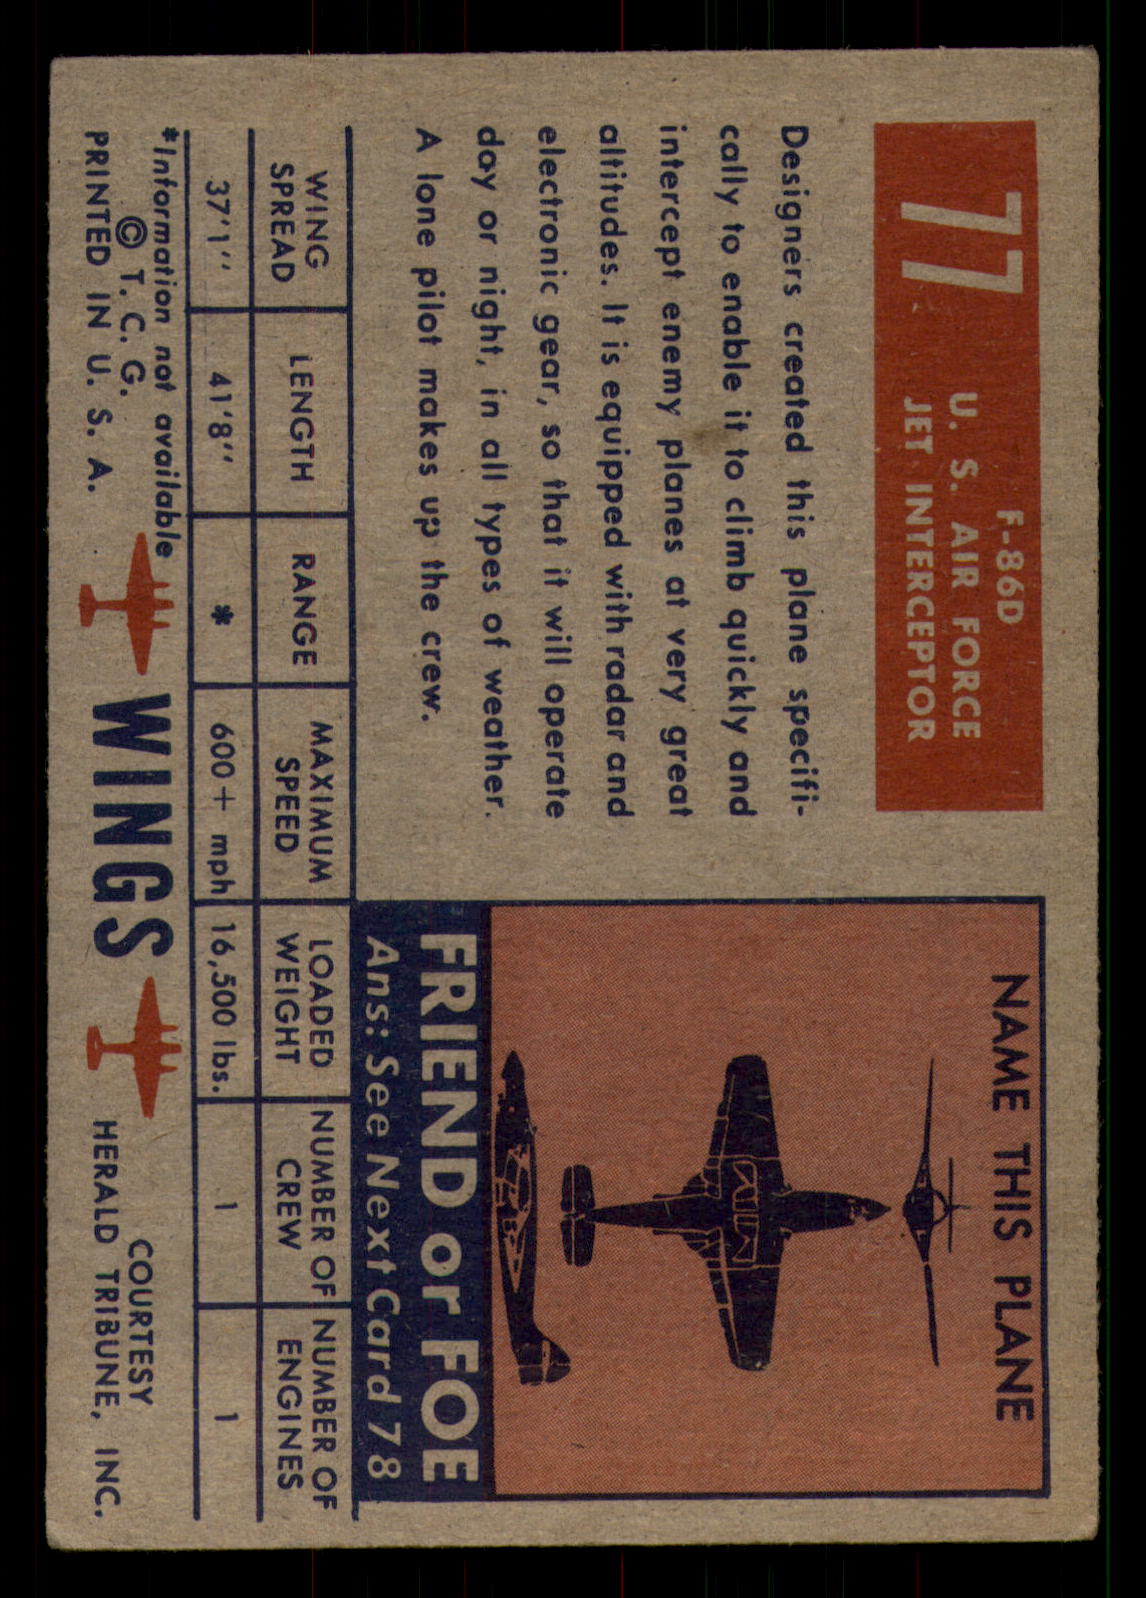 77
F-86D
U. S. AIR FORCE
JET INTERCEPTOR
Designers created this plane specifi-
cally to enable it to climb quickly and
intercept enemy planes at very great
altitudes. It is equipped with radar and
electronic gear, so that it will operate
day or night, in all types of weather.
A lone pilot makes up the crew.
NAME THIS PLANE
FRIEND or FOE
Ans: See Next Card 78
WING SPREAD LENGTH RANGE MAXIMUM SPEED LOADED WEIGHT NUMBER OF CREW NUMBER OF ENGINES
37'1'' 41'8'' * 600+ mph 16,500 lbs. 1 1
*Information not available
© T. C. G.
PRINTED IN U. S. A.
WINGS
COURTESY
HERALD TRIBUNE, INC.